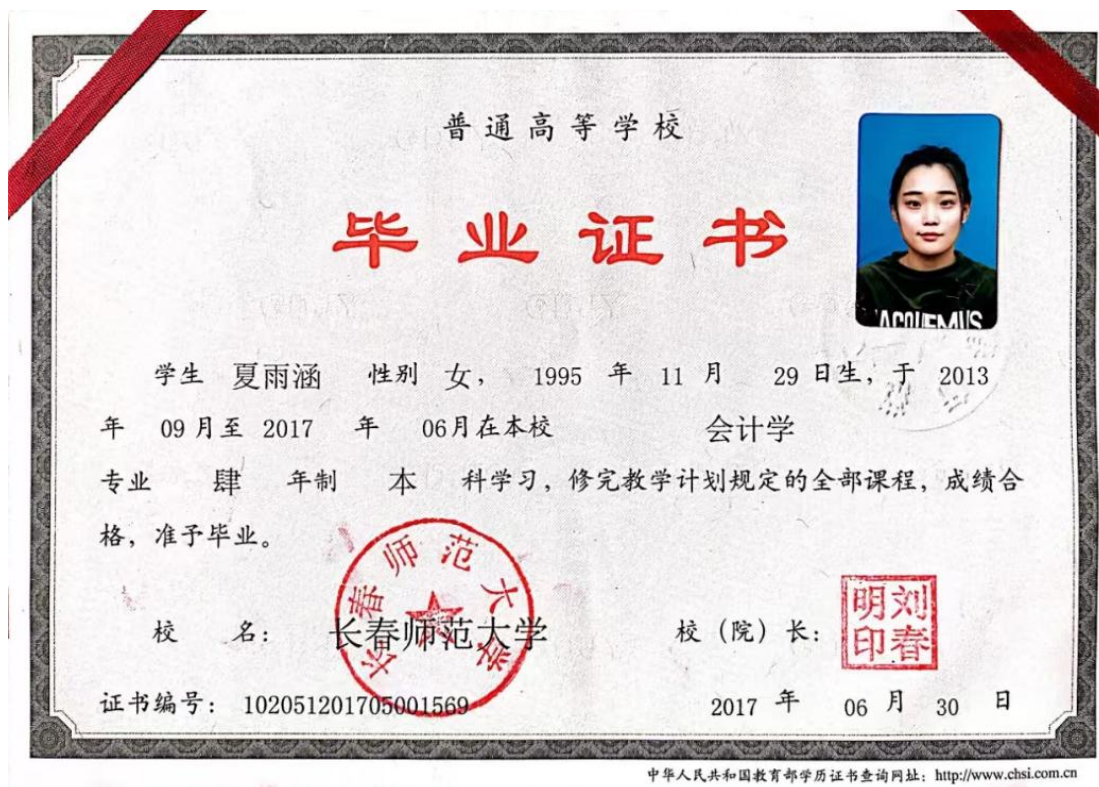 普通高等学校
毕业证书
ACQUEMUS
学生 夏雨涵 性别 女， 1995 年 11 月 29 日生，于 2013
年 09 月至 2017 年 06月在本校 会计学
专业 肆 年制 本 科学习，修完教学计划规定的全部课程，成绩合
格，准予毕业。
长春师范大学
校 名： 长春师范大学 校（院）长：
刘春明印
证书编号： 102051201705001569 2017 年 06 月 30 日
中华人民共和国教育部学历证书查询网址：http://www.chsi.com.cn